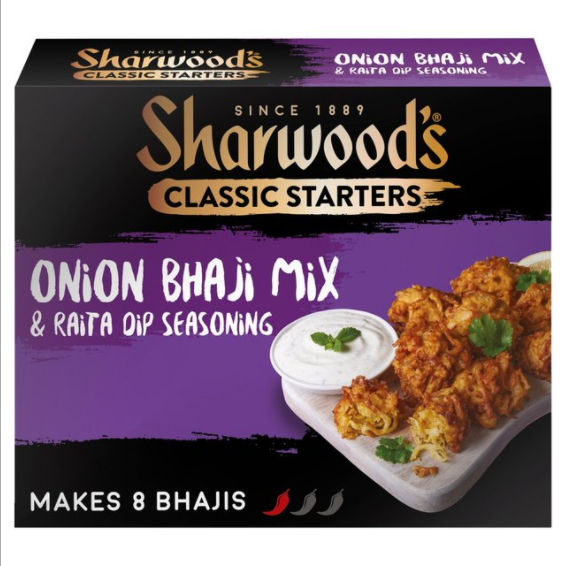 SINCE 1889
Sharwood's
CLASSIC STARTERS
ONiON BHAJi MiX
& RAiTA DiP SEASONiNG
SINCE 1889
Sharwood's®
CLASSIC STARTERS
ONiON BHAJi MiX
& RAiTA DiP SEASONiNG
MAKES 8 BHAJIS